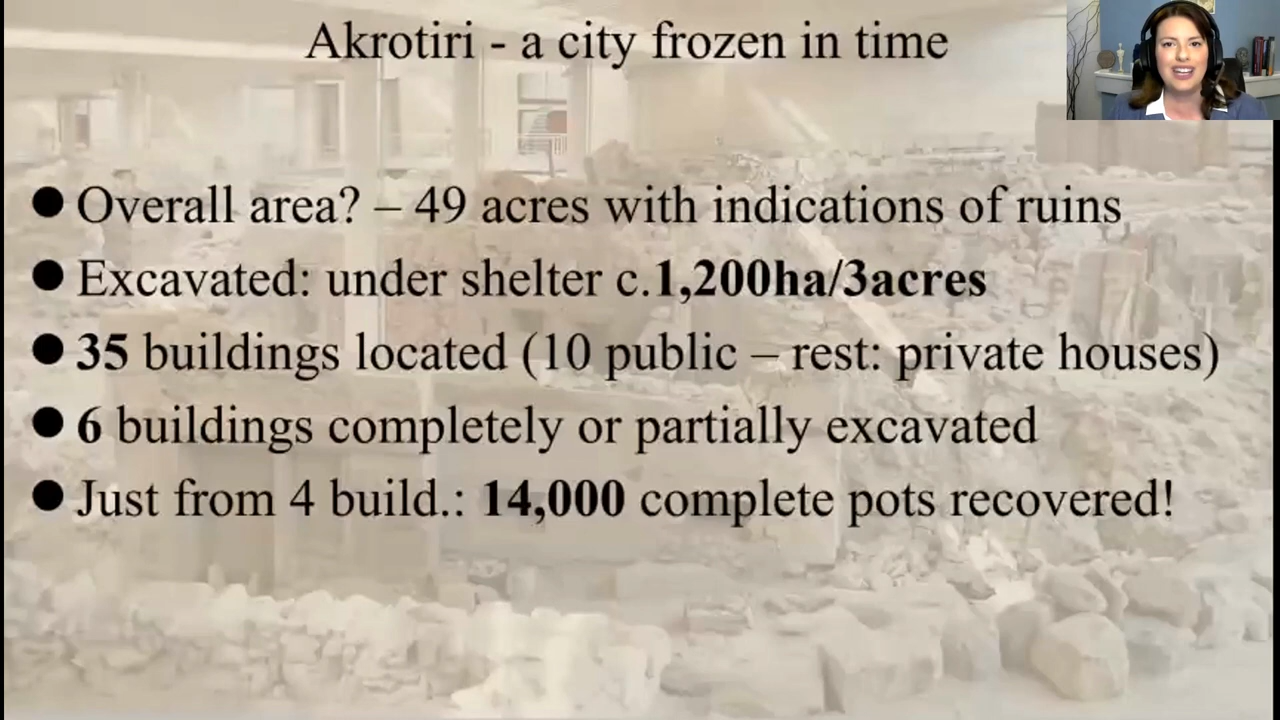 Akrotiri - a city frozen in time
● Overall area? – 49 acres with indications of ruins
● Excavated: under shelter c.1,200ha/3acres
● 35 buildings located (10 public – rest: private houses)
● 6 buildings completely or partially excavated
● Just from 4 build.: 14,000 complete pots recovered!